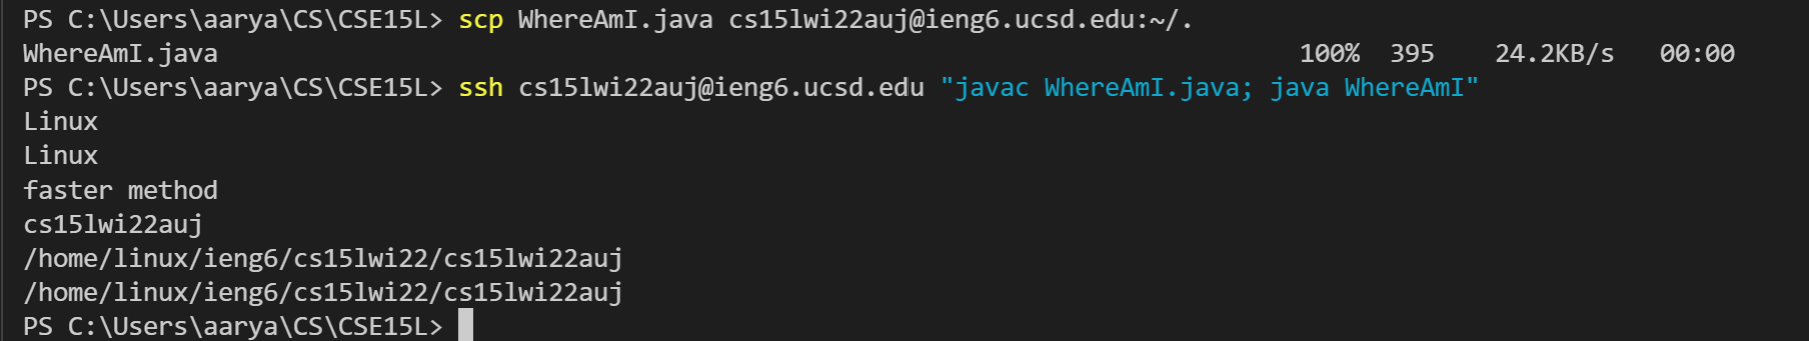 PS C:\Users\aarya\CS\CSE15L> scp WhereAmI.java cs15lwi22auj@ieng6.ucsd.edu:~/.
WhereAmI.java 100% 395 24.2KB/s 00:00
PS C:\Users\aarya\CS\CSE15L> ssh cs15lwi22auj@ieng6.ucsd.edu "javac WhereAmI.java; java WhereAmI"
Linux
Linux
faster method
cs15lwi22auj
/home/linux/ieng6/cs15lwi22/cs15lwi22auj
/home/linux/ieng6/cs15lwi22/cs15lwi22auj
PS C:\Users\aarya\CS\CSE15L>